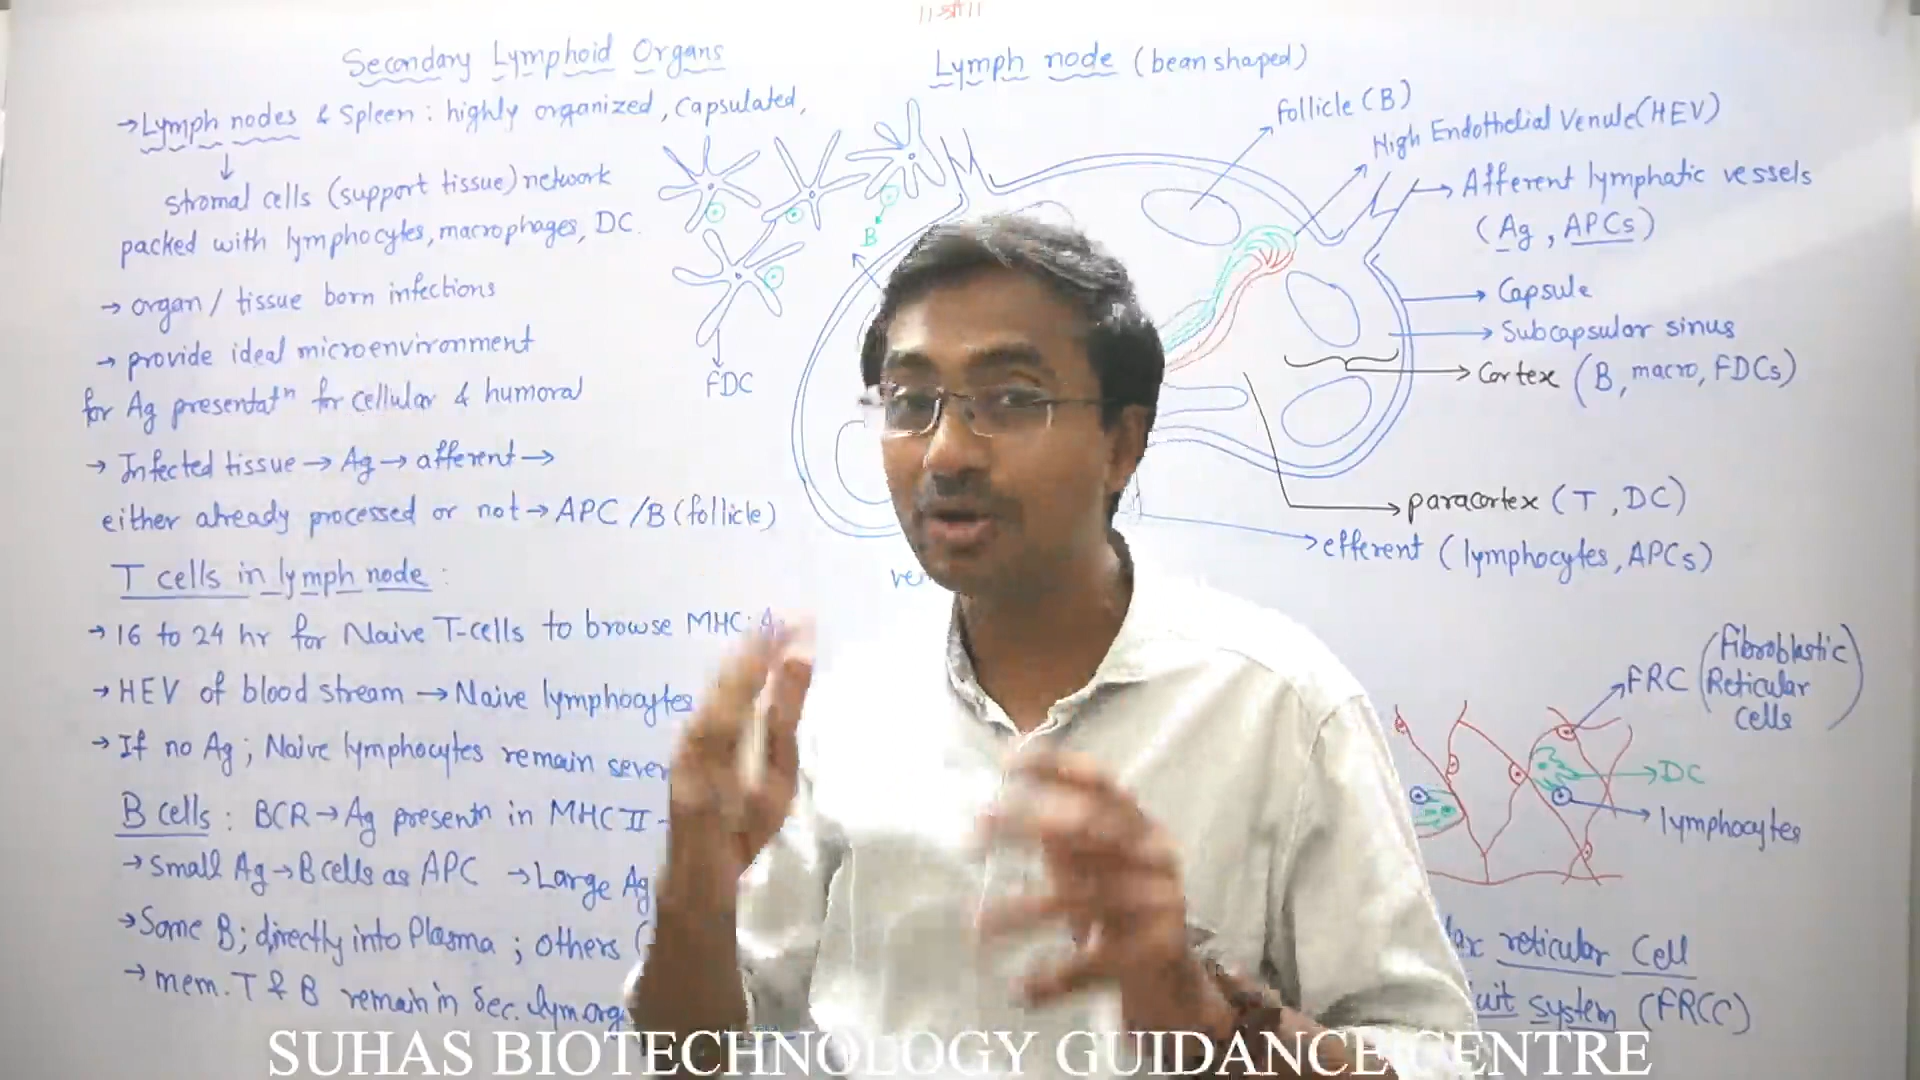 ||श्री||
Secondary Lymphoid Organs
→ Lymph nodes & Spleen : highly organized, Capsulated,
↓
stromal cells (support tissue) network
packed with lymphocytes, macrophages, DC.
→ organ / tissue born infections
→ provide ideal microenvironment
for Ag presentatⁿ for cellular & humoral
→ Infected tissue → Ag → afferent →
either already processed or not → APC /B (follicle)
T cells in lymph node :
→ 16 to 24 hr for Naive T-cells to browse MHC
→ HEV of blood stream → Naive lymphocytes
→ If no Ag; Naive lymphocytes remain
B cells : BCR → Ag presentn in MHC II
→ small Ag → B cells as APC → Large Ag
→ Some B; directly into Plasma ; others
→ mem. T & B remain in Sec.
B
FDC
Lymph node (bean shaped)
follicle (B)
High Endothelial Venule (HEV)
Afferent lymphatic vessels
(Ag, APCs)
Capsule
Subcapsular sinus
Cortex (B, macro, FDCs)
paracortex (T, DC)
efferent (lymphocytes, APCs)
FRC (Fibroblastic
Reticular
Cells)
DC
lymphocytes
reticular Cell
system (FRCC)
SUHAS BIOTECHNOLOGY GUIDANCE CENTRE